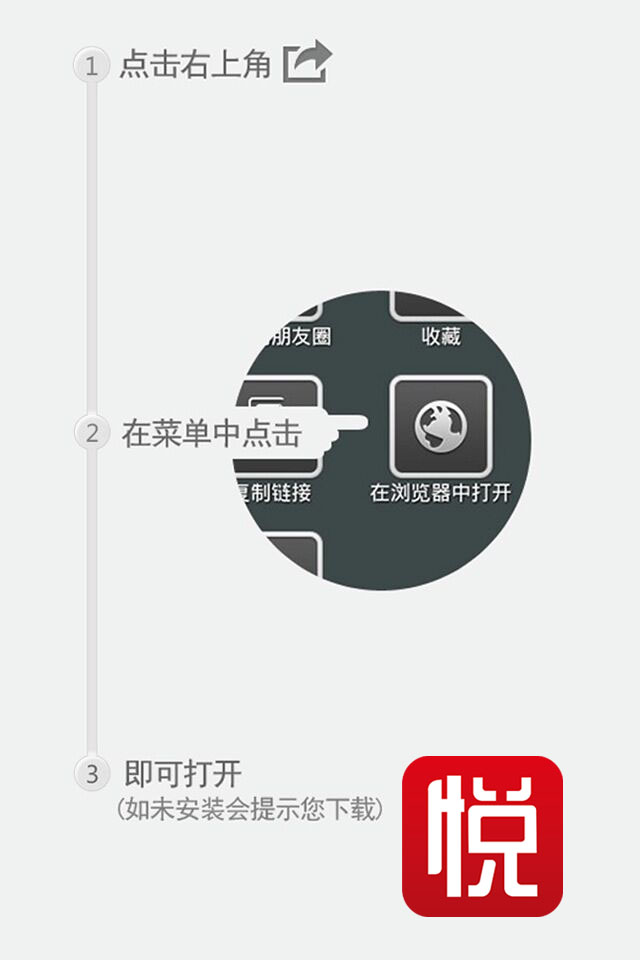 1 点击右上角
朋友圈 收藏
2 在菜单中点击
复制链接 在浏览器中打开
3 即可打开
(如未安装会提示您下载)
悦